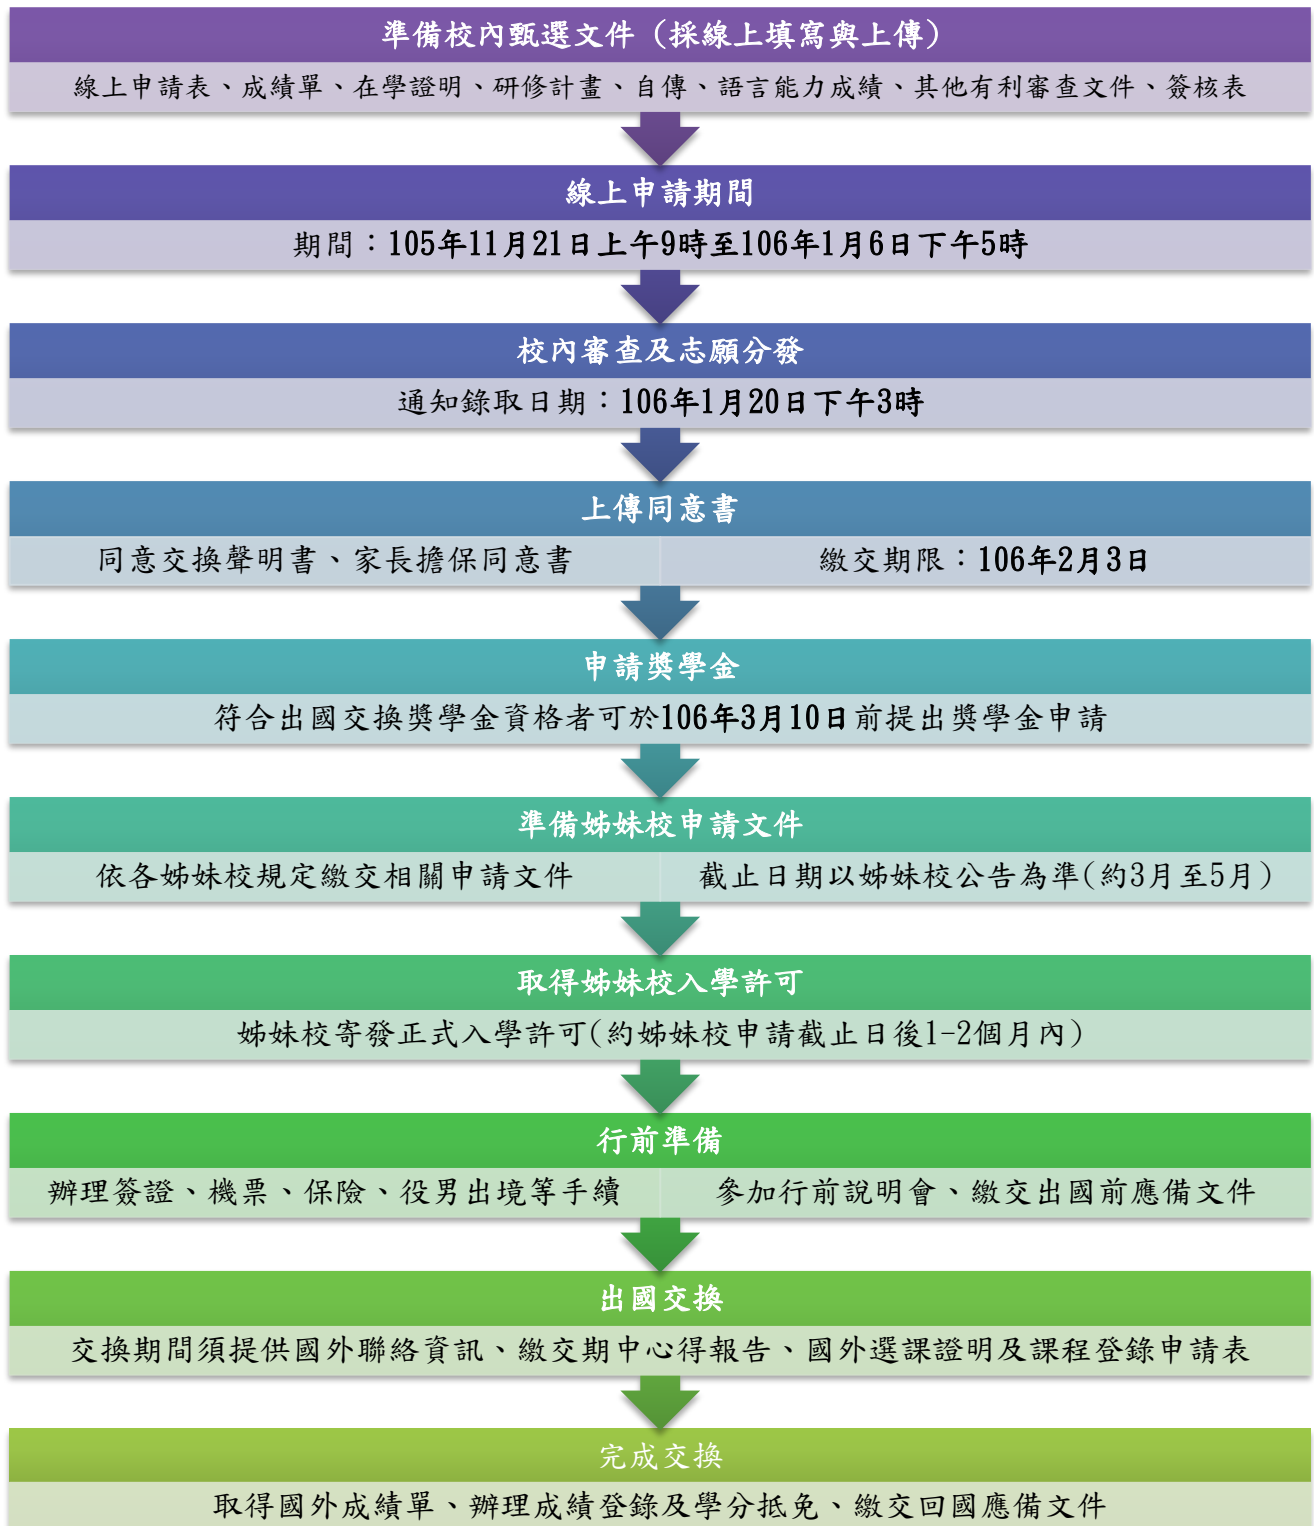 準備校內甄選文件（採線上填寫與上傳）
線上申請表、成績單、在學證明、研修計畫、自傳、語言能力成績、其他有利審查文件、簽核表
線上申請期間
期間：105年11月21日上午9時至106年1月6日下午5時
校內審查及志願分發
通知錄取日期：106年1月20日下午3時
上傳同意書
同意交換聲明書、家長擔保同意書
繳交期限：106年2月3日
申請獎學金
符合出國交換獎學金資格者可於106年3月10日前提出獎學金申請
準備姊妹校申請文件
依各姊妹校規定繳交相關申請文件
截止日期以姊妹校公告為準(約3月至5月)
取得姊妹校入學許可
姊妹校寄發正式入學許可(約姊妹校申請截止日後1-2個月內)
行前準備
辦理簽證、機票、保險、役男出境等手續
參加行前說明會、繳交出國前應備文件
出國交換
交換期間須提供國外聯絡資訊、繳交期中心得報告、國外選課證明及課程登錄申請表
完成交換
取得國外成績單、辦理成績登錄及學分抵免、繳交回國應備文件